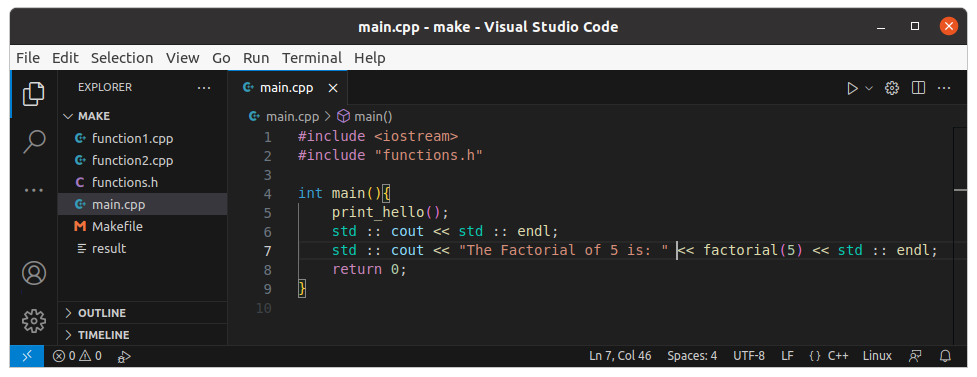 main.cpp - make - Visual Studio Code
File Edit Selection View Go Run Terminal Help
EXPLORER
MAKE
function1.cpp
function2.cpp
functions.h
main.cpp
Makefile
result
OUTLINE
TIMELINE
main.cpp
main.cpp > main()
1 #include <iostream>
2 #include "functions.h"
3
4 int main(){
5 print_hello();
6 std :: cout << std :: endl;
7 std :: cout << "The Factorial of 5 is: " << factorial(5) << std :: endl;
8 return 0;
9 }
10
0 0 Ln 7, Col 46 Spaces: 4 UTF-8 LF {} C++ Linux